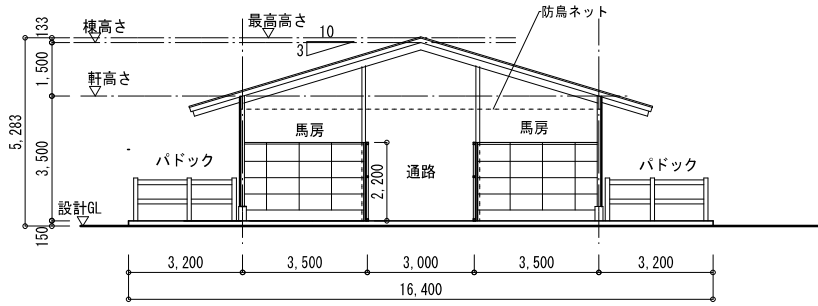 防鳥ネット
最高高さ
10
3
棟高さ
133
1,500
軒高さ
5,283
3,500
馬房
馬房
パドック
通路
パドック
2,200
設計GL
150
3,200
3,500
3,000
3,500
3,200
16,400